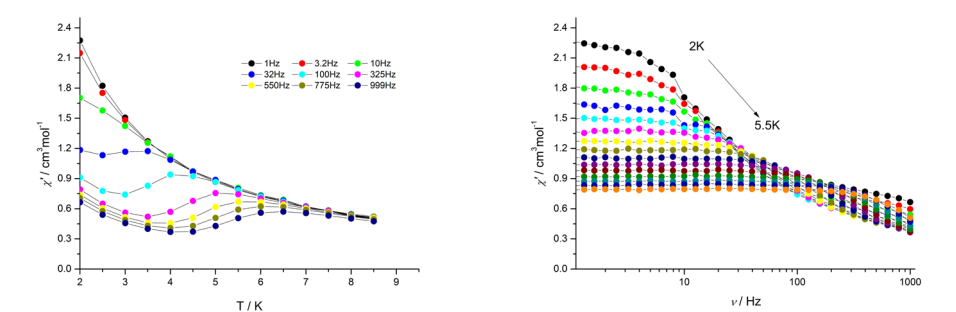 2.4
2.1
1.8
1.5
1.2
0.9
0.6
0.3
0.0
χ' / cm³mol⁻¹
1Hz 3.2Hz 10Hz
32Hz 100Hz 325Hz
550Hz 775Hz 999Hz
2 3 4 5 6 7 8 9
T / K
2.4
2.1
1.8
1.5
1.2
0.9
0.6
0.3
0.0
χ' / cm³mol⁻¹
2K
5.5K
10 100 1000
ν / Hz